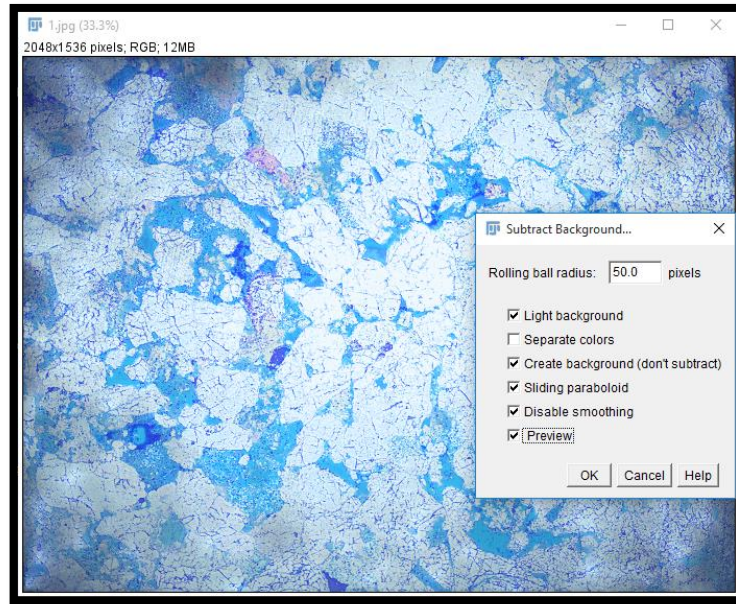 1.jpg (33.3%)
2048x1536 pixels; RGB; 12MB
Subtract Background...
Rolling ball radius: 50.0 pixels
Light background
Separate colors
Create background (don't subtract)
Sliding paraboloid
Disable smoothing
Preview
OK Cancel Help